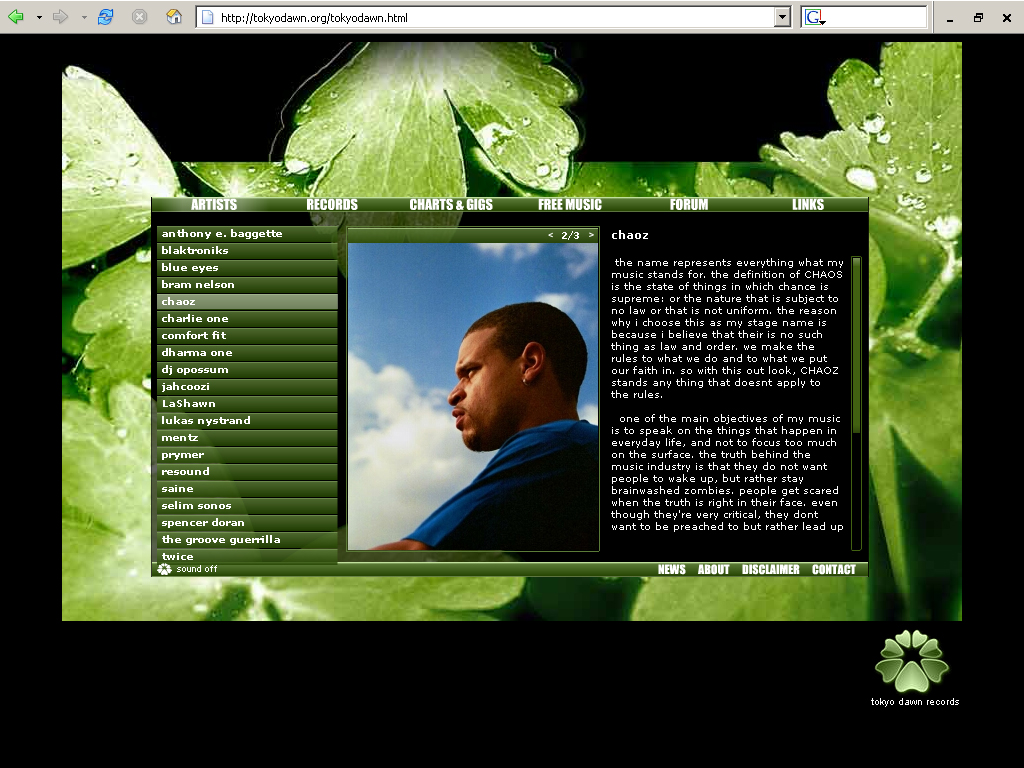 http://tokyodawn.org/tokyodawn.html
G
ARTISTS RECORDS CHARTS & GIGS FREE MUSIC FORUM LINKS
anthony e. baggette
blaktroniks
blue eyes
bram nelson
chaoz
charlie one
comfort fit
dharma one
dj opossum
jahcoozi
LaShawn
lukas nystrand
mentz
prymer
resound
saine
selim sonos
spencer doran
the groove guerrilla
twice
< 2/3 >
chaoz
the name represents everything what my
music stands for. the definition of CHAOS
is the state of things in which chance is
supreme: or the nature that is subject to
no law or that is not uniform. the reason
why i choose this as my stage name is
because i believe that their is no such
thing as law and order. we make the
rules to what we do and to what we put
our faith in. so with this out look, CHAOZ
stands any thing that doesnt apply to
the rules.
one of the main objectives of my music
is to speak on the things that happen in
everyday life, and not to focus too much
on the surface. the truth behind the
music industry is that they do not want
people to wake up, but rather stay
brainwashed zombies. people get scared
when the truth is right in their face. even
though they're very critical, they dont
want to be preached to but rather lead up
sound off
NEWS ABOUT DISCLAIMER CONTACT
tokyo dawn records